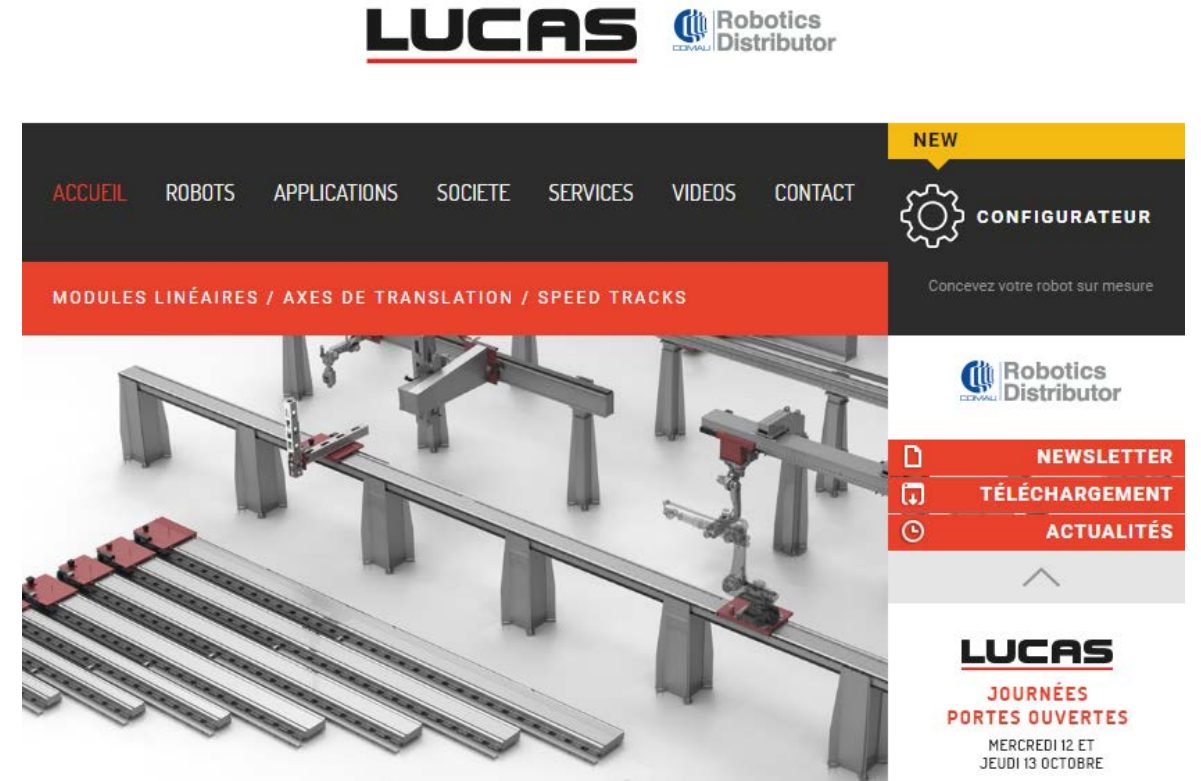 LUCAS
COMAU
Robotics
Distributor
ACCUEIL ROBOTS APPLICATIONS SOCIETE SERVICES VIDEOS CONTACT
MODULES LINÉAIRES / AXES DE TRANSLATION / SPEED TRACKS
NEW
CONFIGURATEUR
Concevez votre robot sur mesure
COMAU
Robotics
Distributor
NEWSLETTER
TÉLÉCHARGEMENT
ACTUALITÉS
LUCAS
JOURNÉES
PORTES OUVERTES
MERCREDI 12 ET
JEUDI 13 OCTOBRE